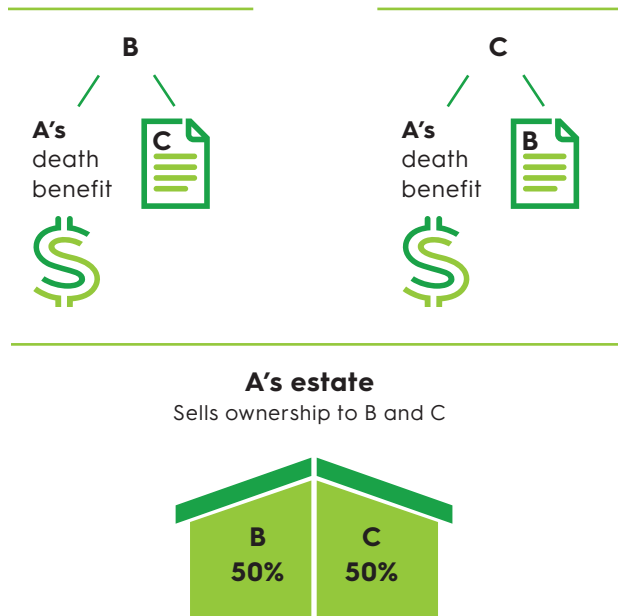 B
A's
death
benefit
C
C
A's
death
benefit
B
A's estate
Sells ownership to B and C
B
50%
C
50%